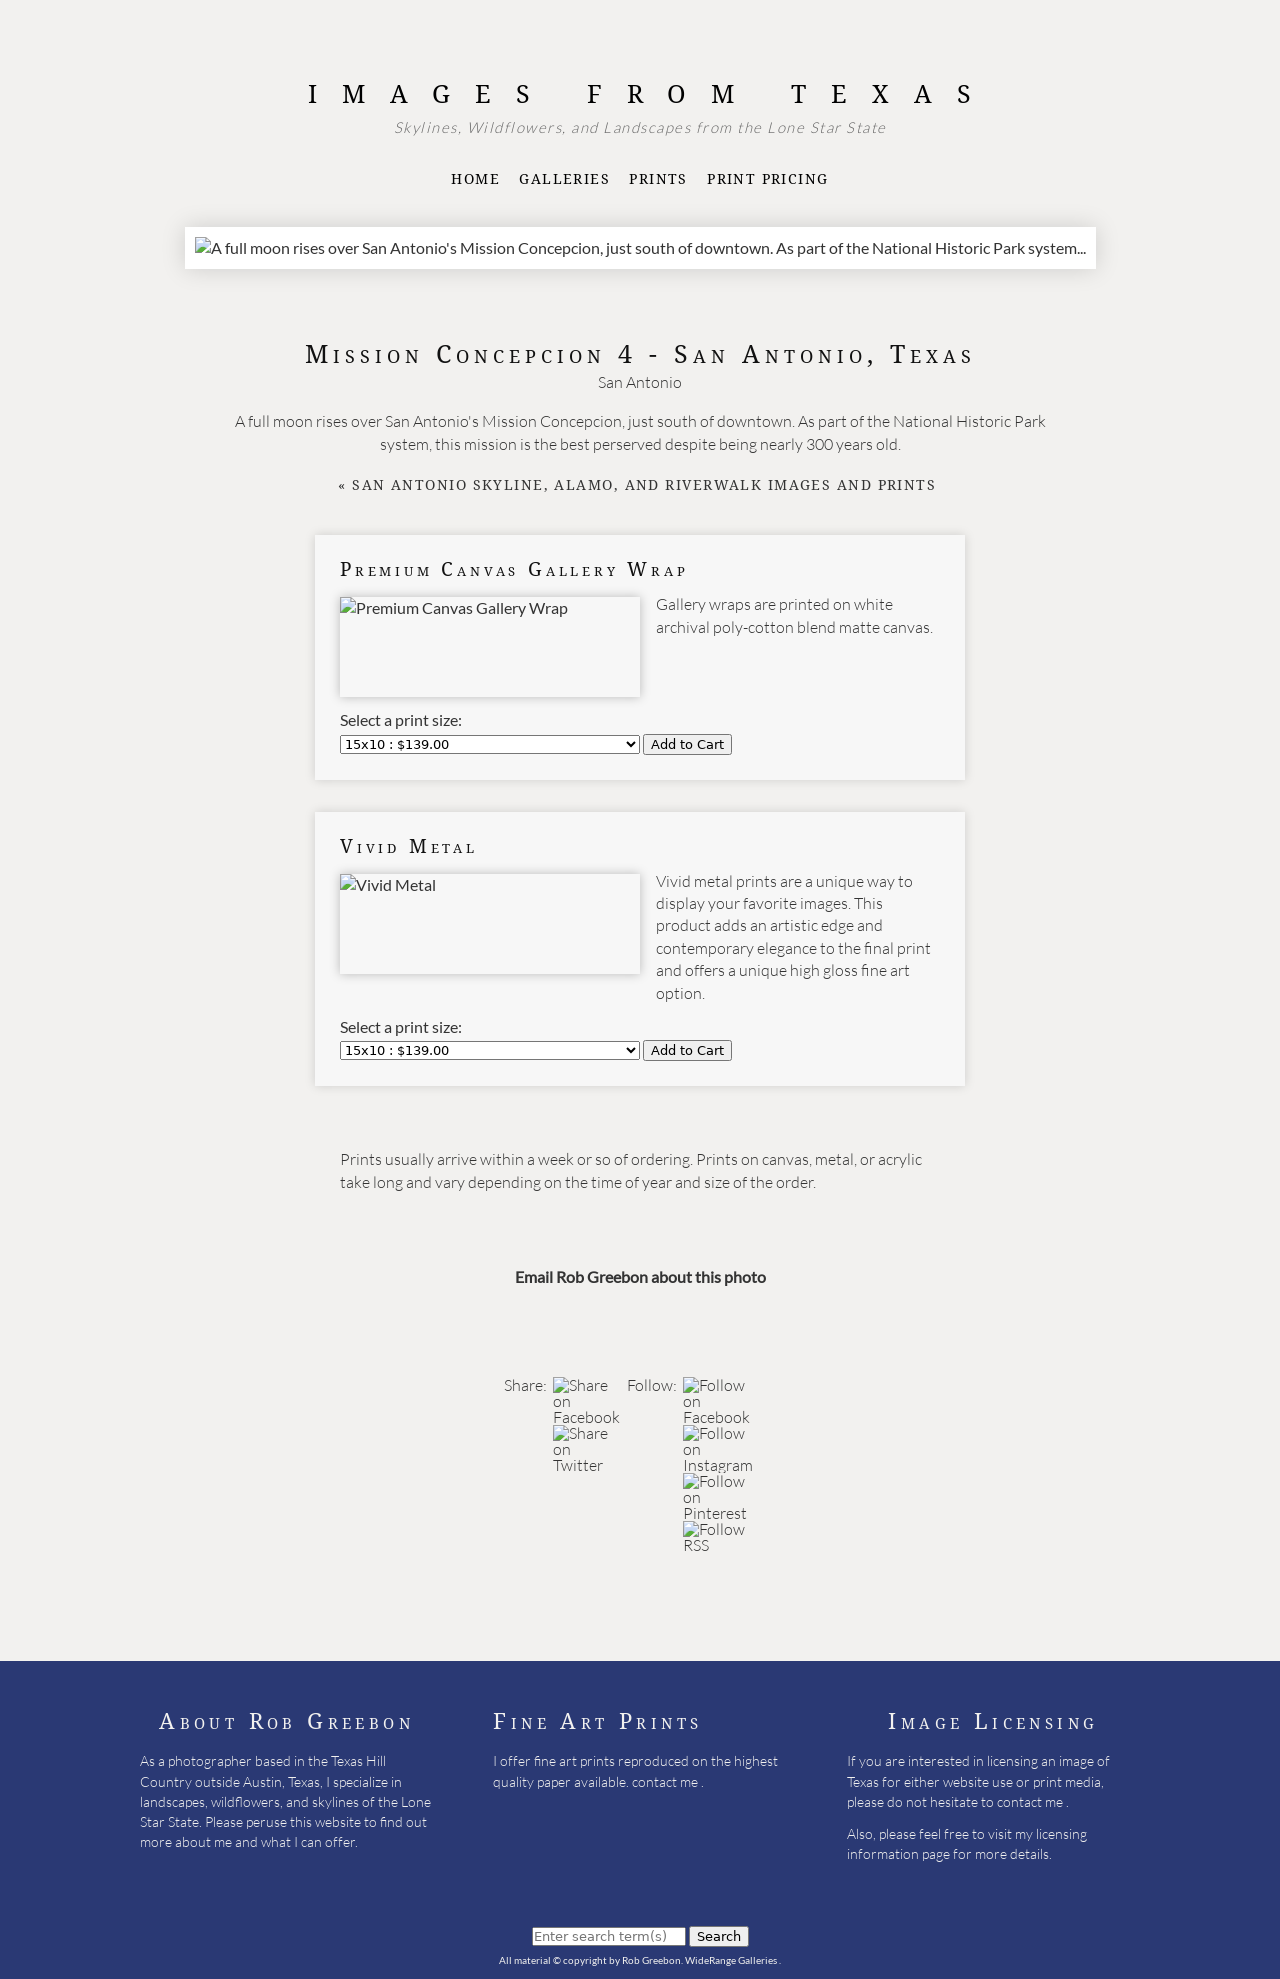 IMAGES FROM TEXAS
Skylines, Wildflowers, and Landscapes from the Lone Star State
HOME GALLERIES PRINTS PRINT PRICING
A full moon rises over San Antonio's Mission Concepcion, just south of downtown. As part of the National Historic Park system...
Mission Concepcion 4 - San Antonio, Texas
San Antonio
A full moon rises over San Antonio's Mission Concepcion, just south of downtown. As part of the National Historic Park
system, this mission is the best perserved despite being nearly 300 years old.
« SAN ANTONIO SKYLINE, ALAMO, AND RIVERWALK IMAGES AND PRINTS
Premium Canvas Gallery Wrap
Premium Canvas Gallery Wrap
Gallery wraps are printed on white
archival poly-cotton blend matte canvas.
Select a print size:
15x10 : $139.00 Add to Cart
Vivid Metal
Vivid Metal
Vivid metal prints are a unique way to
display your favorite images. This
product adds an artistic edge and
contemporary elegance to the final print
and offers a unique high gloss fine art
option.
Select a print size:
15x10 : $139.00 Add to Cart
Prints usually arrive within a week or so of ordering. Prints on canvas, metal, or acrylic
take long and vary depending on the time of year and size of the order.
Email Rob Greebon about this photo
Share:
Share
on
Facebook
Share
on
Twitter
Follow:
Follow
on
Facebook
Follow
on
Instagram
Follow
on
Pinterest
Follow
RSS
About Rob Greebon
As a photographer based in the Texas Hill
Country outside Austin, Texas, I specialize in
landscapes, wildflowers, and skylines of the Lone
Star State. Please peruse this website to find out
more about me and what I can offer.
Fine Art Prints
I offer fine art prints reproduced on the highest
quality paper available. contact me .
Image Licensing
If you are interested in licensing an image of
Texas for either website use or print media,
please do not hesitate to contact me .
Also, please feel free to visit my licensing
information page for more details.
Enter search term(s) Search
All material © copyright by Rob Greebon. WideRange Galleries .